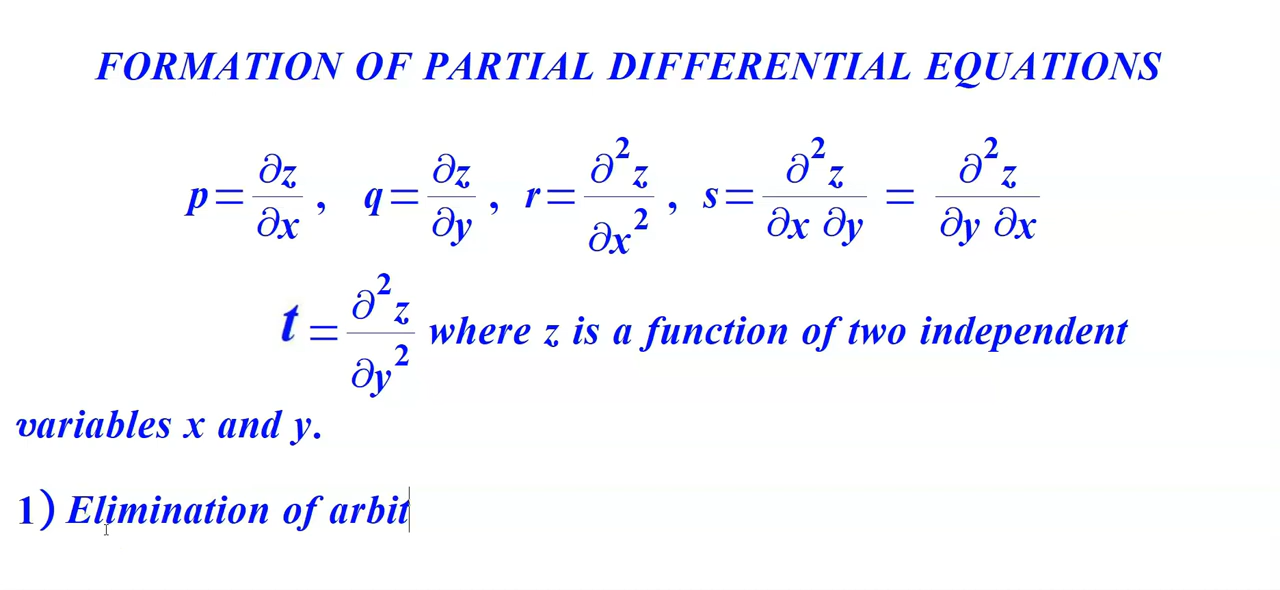 FORMATION OF PARTIAL DIFFERENTIAL EQUATIONS
p = ∂z/∂x , q = ∂z/∂y , r = ∂²z/∂x² , s = ∂²z/∂x ∂y = ∂²z/∂y ∂x
t = ∂²z/∂y² where z is a function of two independent
variables x and y.
1) Elimination of arbit